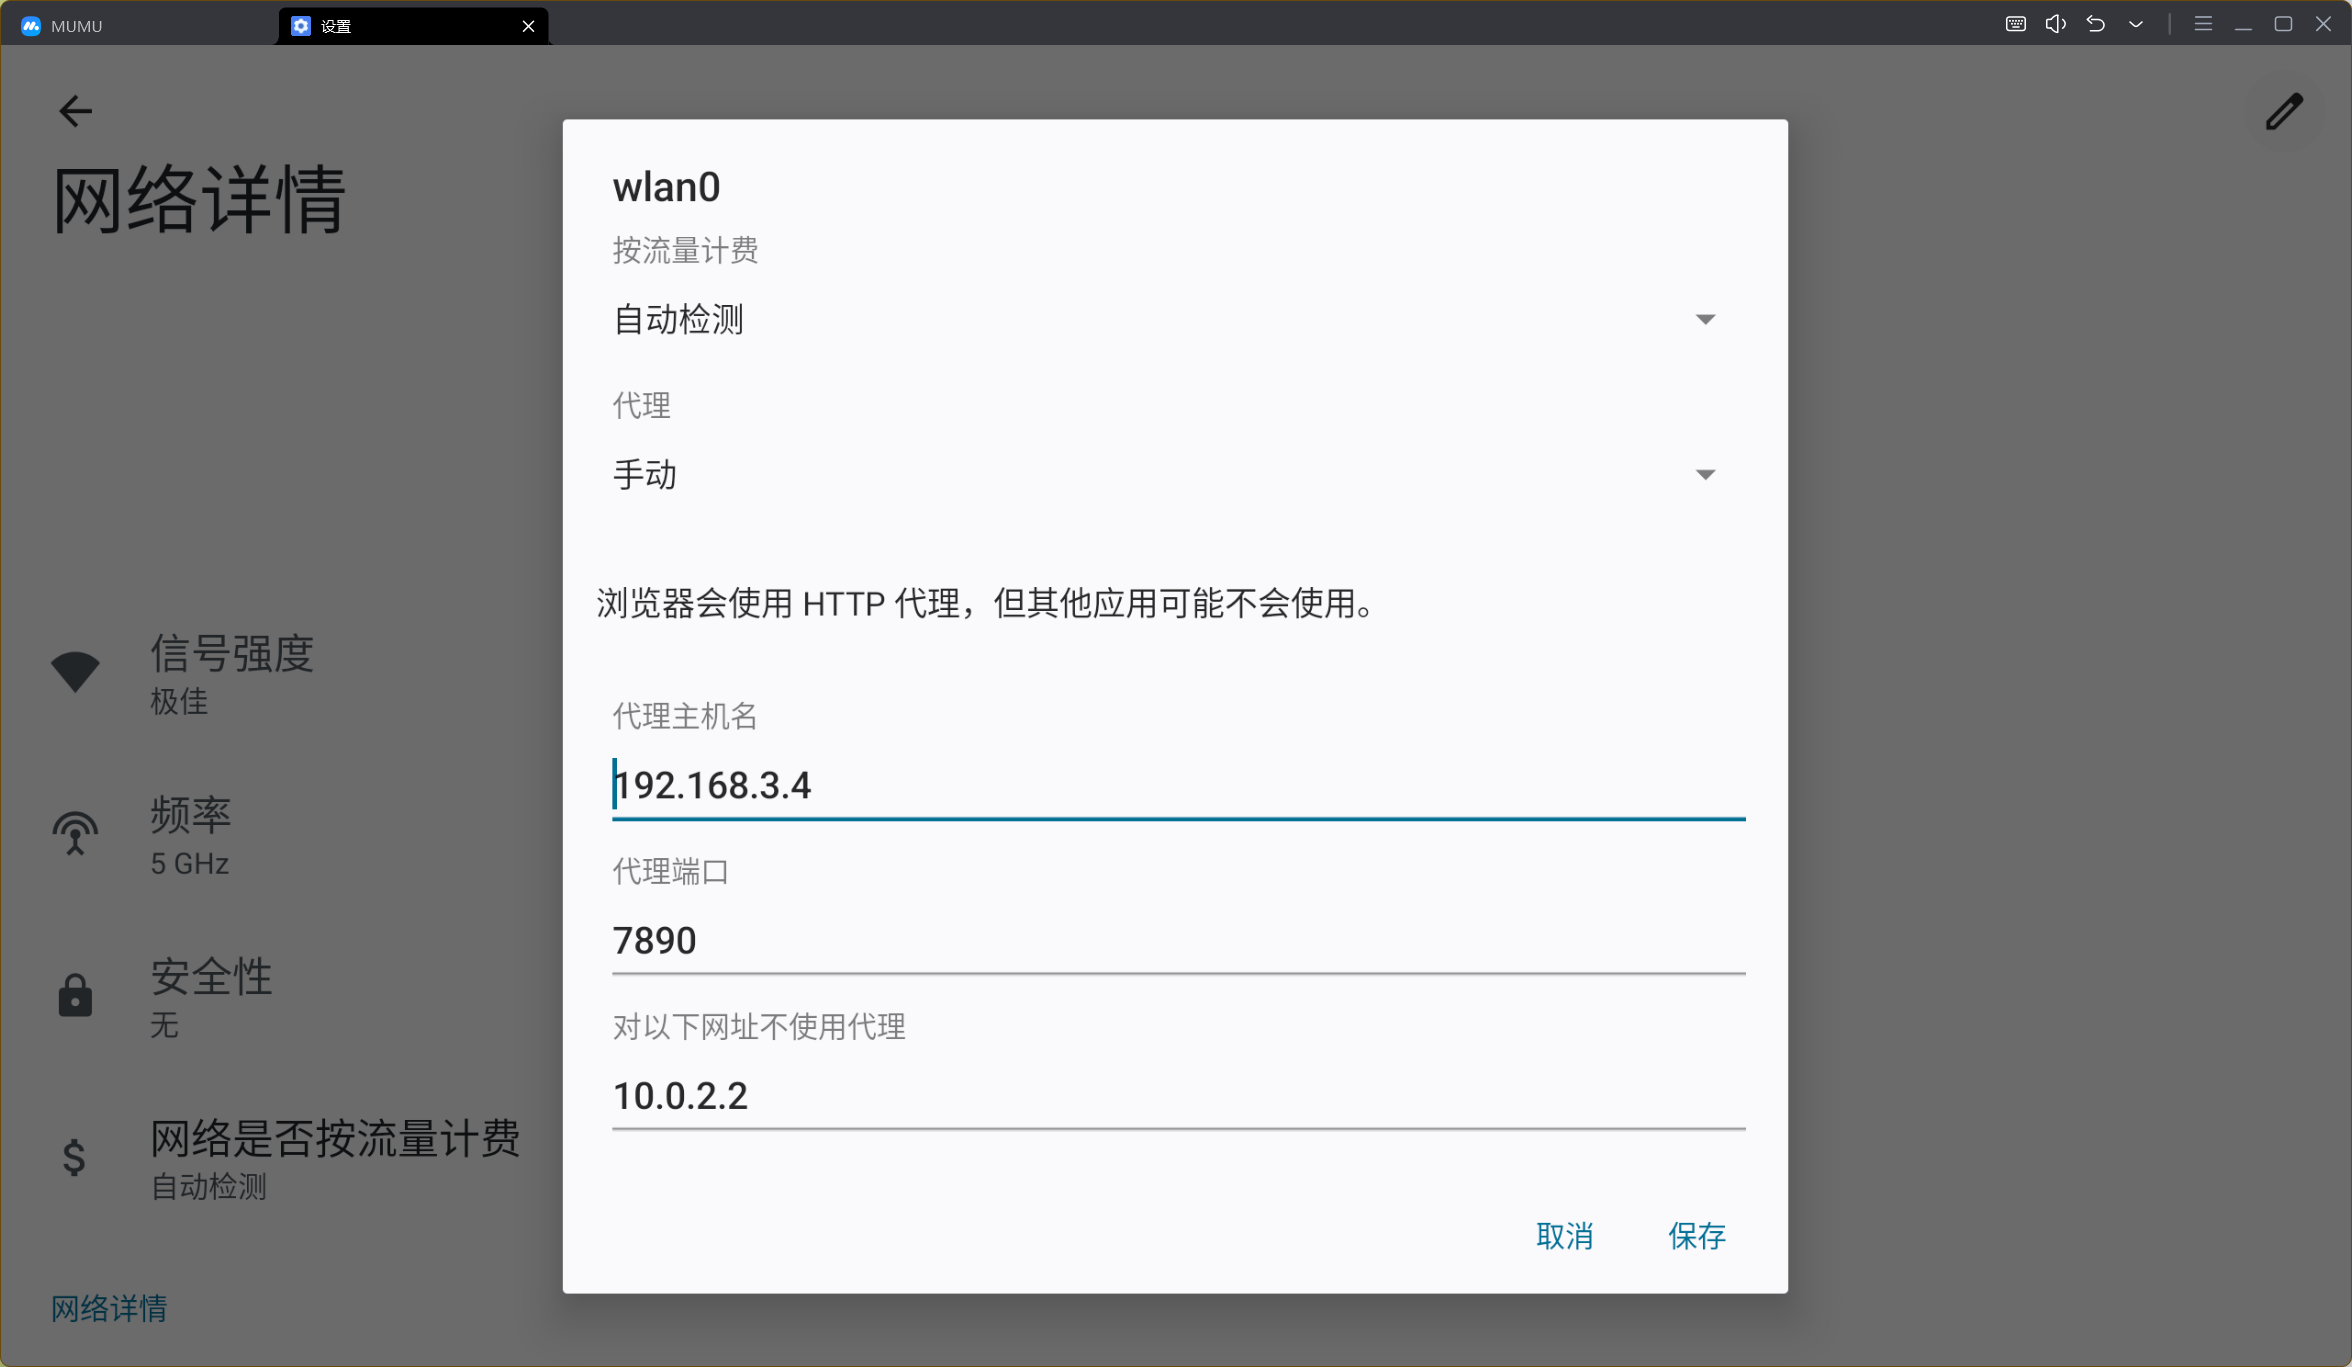 MUMU
设置
网络详情
信号强度
极佳
频率
5 GHz
安全性
无
网络是否按流量计费
自动检测
网络详情
wlan0
按流量计费
自动检测
代理
手动
浏览器会使用 HTTP 代理，但其他应用可能不会使用。
代理主机名
192.168.3.4
代理端口
7890
对以下网址不使用代理
10.0.2.2
取消
保存